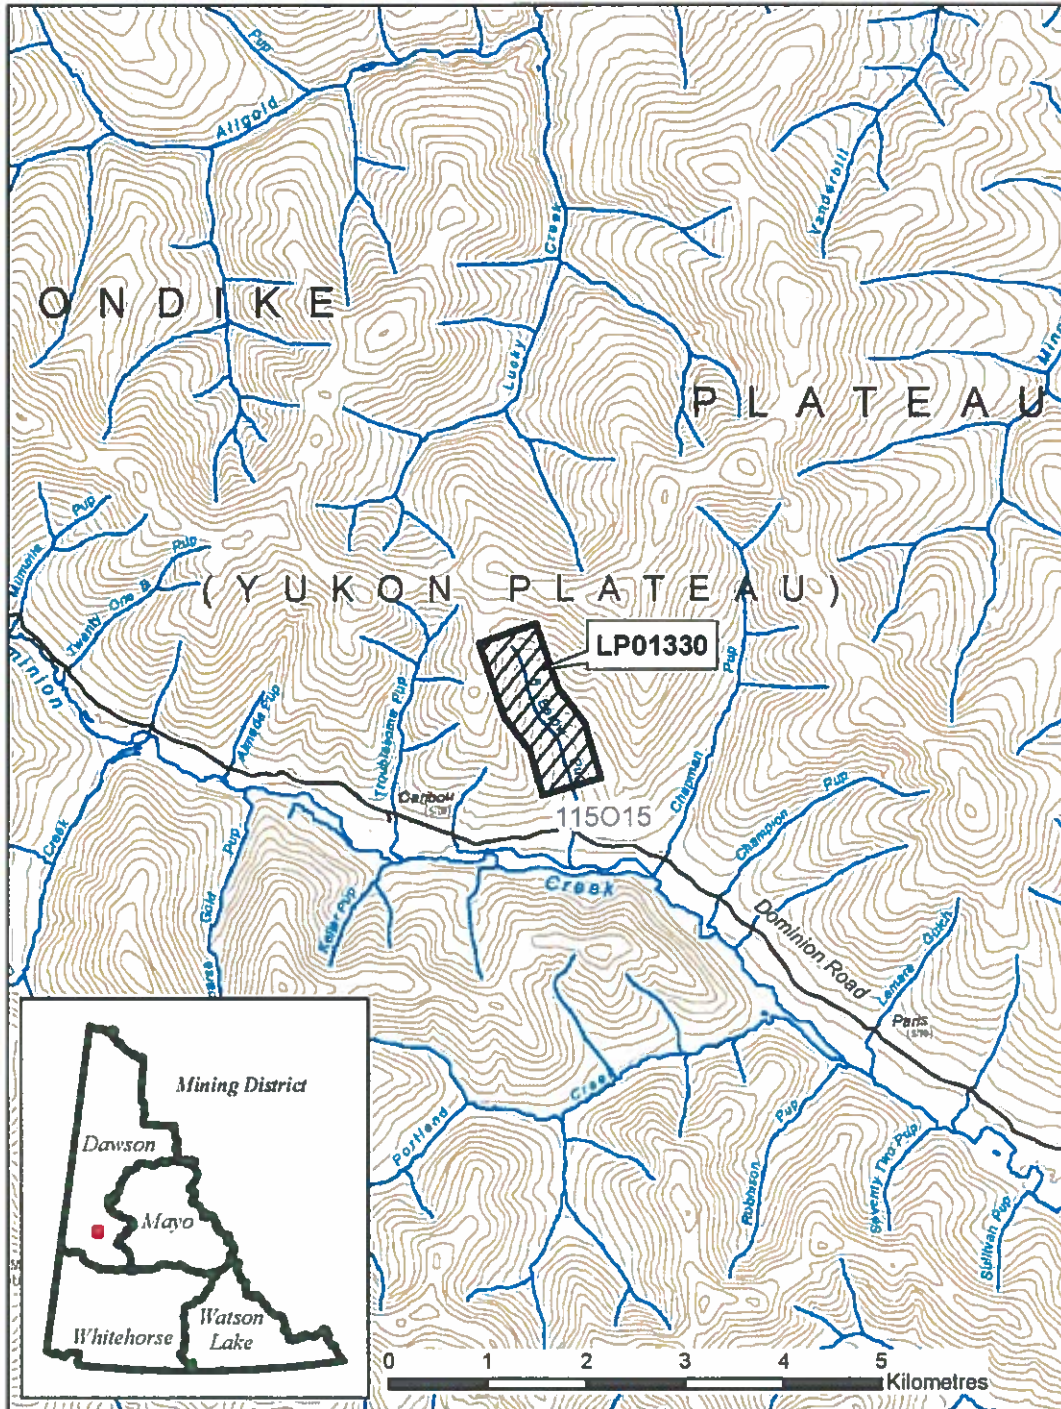 Pup
Allgold
Vanderbilt
Creek
ONDIKE
Lucky
PLATEAU
Pup
Pup
Twenty One B
(YUKON PLATEAU)
LP01330
minion
Pup
Almeda Pup
Troublesome Pup
Caribou
115O15
Chapman
Champion Pup
Creek
Pup
Gold
Keller Pup
Creek
Dominion Road
Gulch
Paris
Creek
Portland
Pup
Robinson
Seventy Two Pup
Sullivan Pup
Mining District
Dawson
Mayo
Whitehorse
Watson
Lake
0 1 2 3 4 5
Kilometres